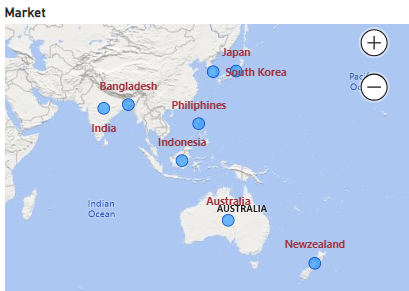 Market
Japan
South Korea
Bangladesh
Philiphines
India
Indonesia
Indian
Ocean
Australia
AUSTRALIA
Newzealand